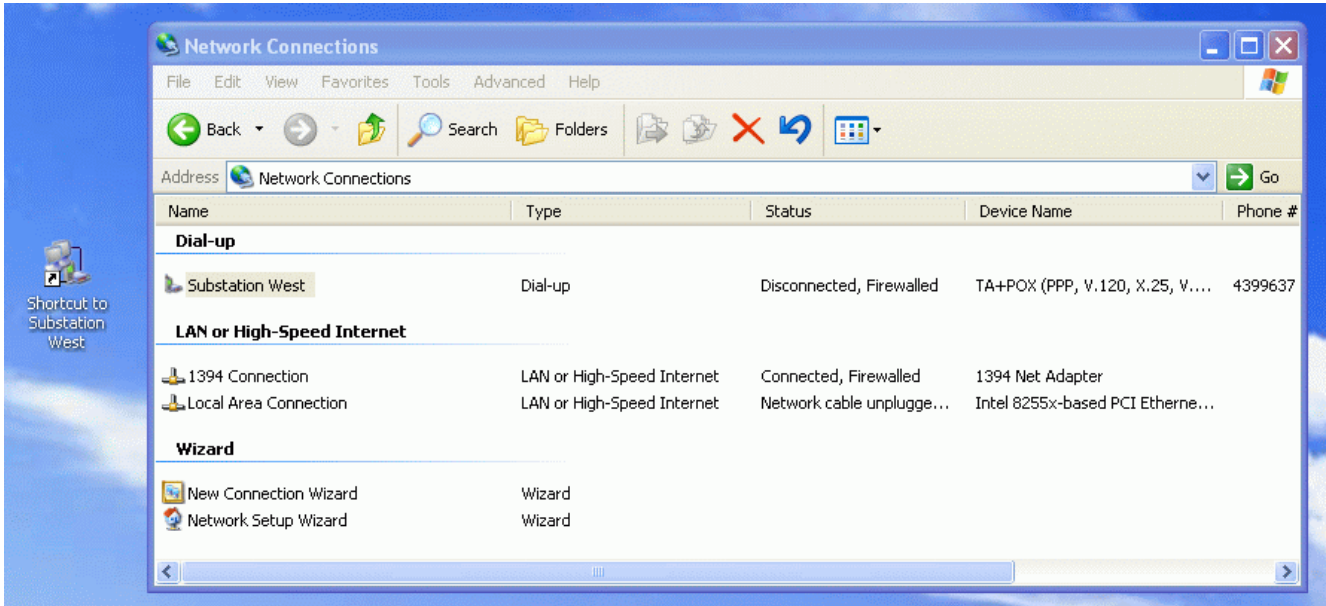 Network Connections
File Edit View Favorites Tools Advanced Help
Back Search Folders
Address Network Connections Go
Name Type Status Device Name Phone #
Dial-up
Substation West Dial-up Disconnected, Firewalled TA+POX (PPP, V.120, X.25, V.... 4399637
LAN or High-Speed Internet
1394 Connection LAN or High-Speed Internet Connected, Firewalled 1394 Net Adapter
Local Area Connection LAN or High-Speed Internet Network cable unplugge... Intel 8255x-based PCI Etherne...
Wizard
New Connection Wizard Wizard
Network Setup Wizard Wizard
Shortcut to
Substation
West